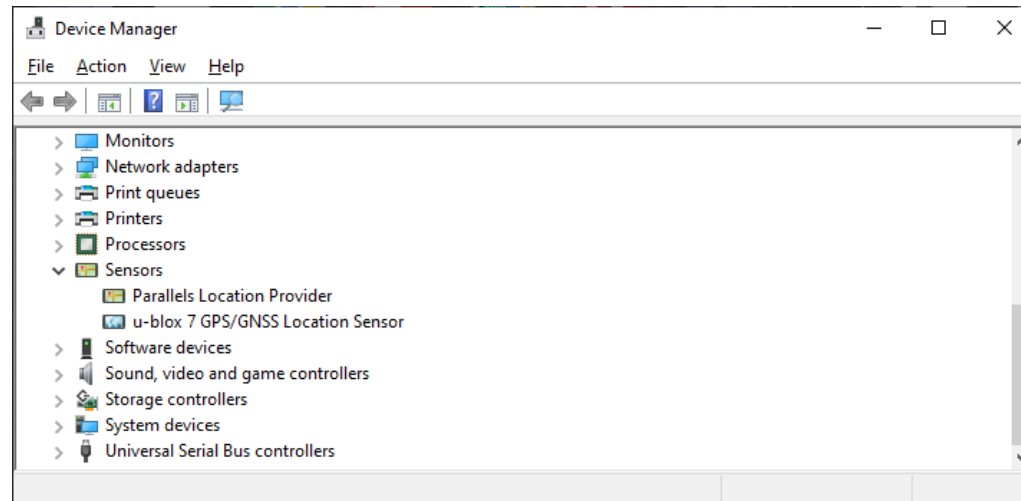 Device Manager
File Action View Help
Monitors
Network adapters
Print queues
Printers
Processors
Sensors
Parallels Location Provider
u-blox 7 GPS/GNSS Location Sensor
Software devices
Sound, video and game controllers
Storage controllers
System devices
Universal Serial Bus controllers